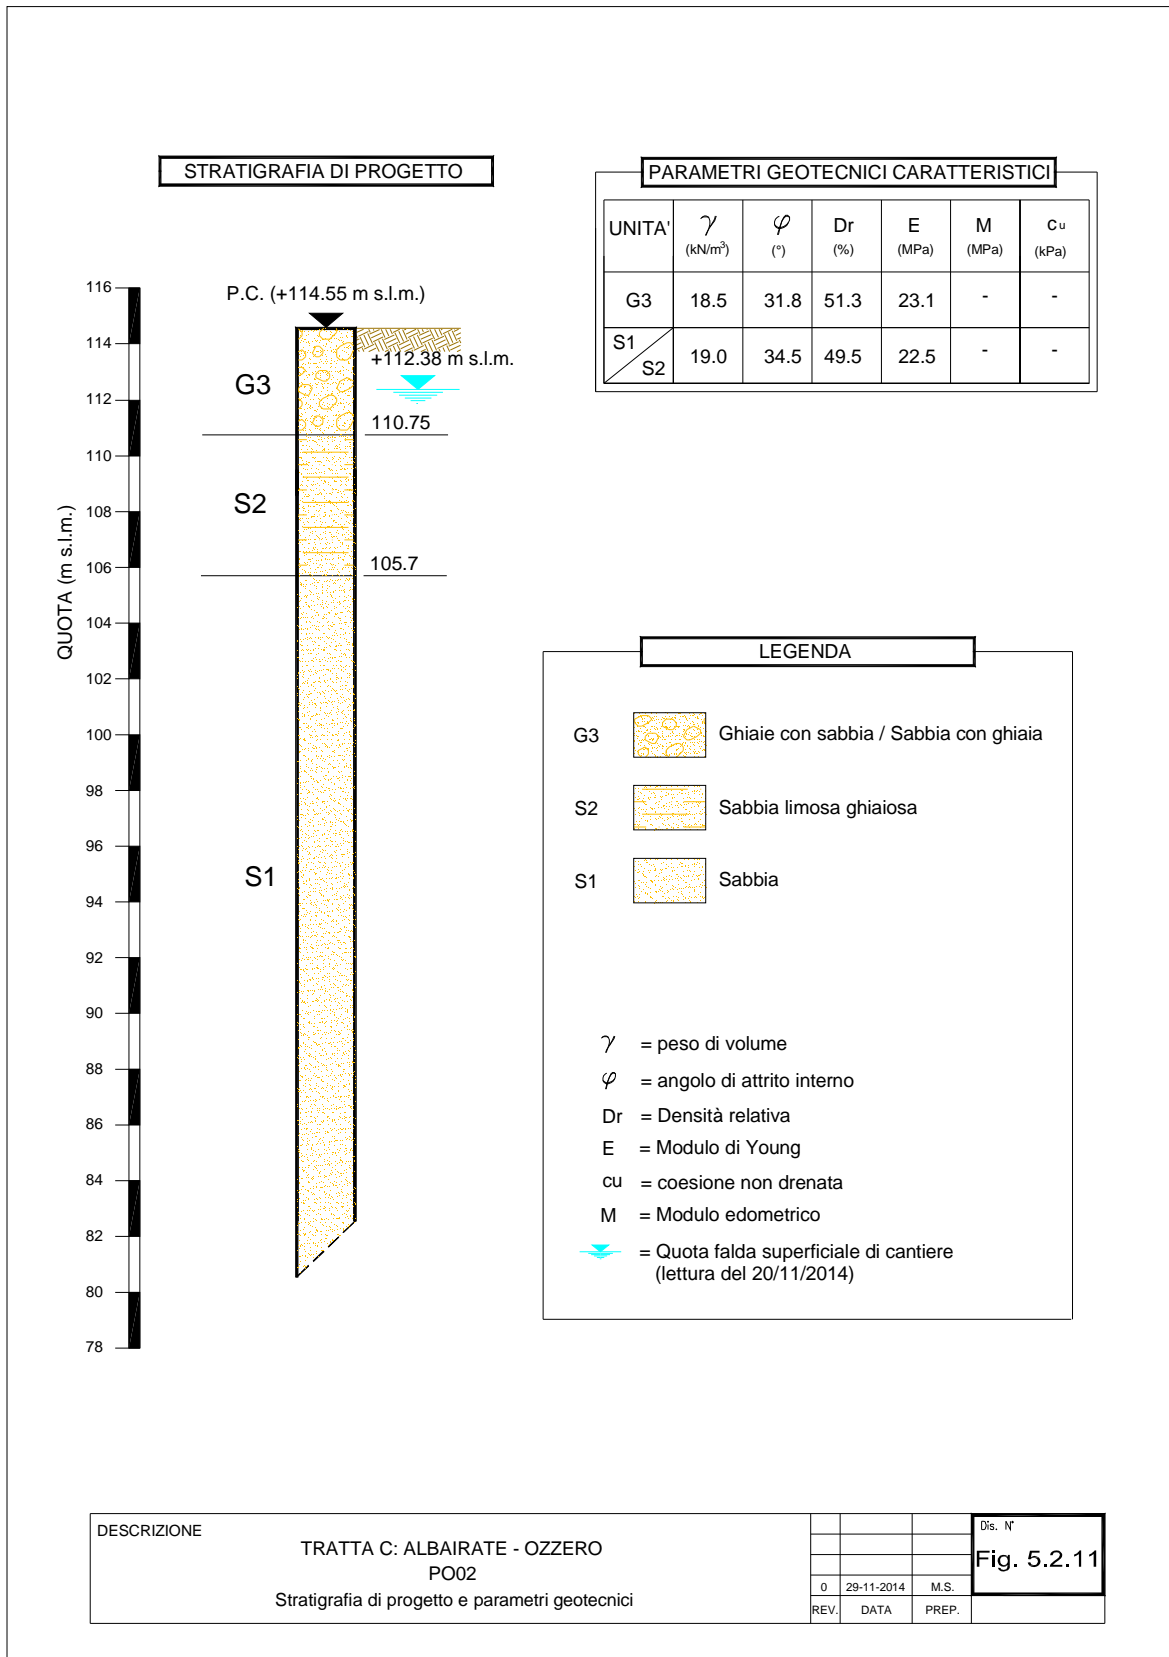 STRATIGRAFIA DI PROGETTO
PARAMETRI GEOTECNICI CARATTERISTICI
UNITA' γ φ Dr E M cu
(kN/m³) (°) (%) (MPa) (MPa) (kPa)
G3 18.5 31.8 51.3 23.1 - -
S1 S2 19.0 34.5 49.5 22.5 - -
P.C. (+114.55 m s.l.m.)
+112.38 m s.l.m.
G3
110.75
S2
105.7
S1
QUOTA (m s.l.m.)
116
114
112
110
108
106
104
102
100
98
96
94
92
90
88
86
84
82
80
78
LEGENDA
G3 Ghiaie con sabbia / Sabbia con ghiaia
S2 Sabbia limosa ghiaiosa
S1 Sabbia
γ = peso di volume
φ = angolo di attrito interno
Dr = Densità relativa
E = Modulo di Young
cu = coesione non drenata
M = Modulo edometrico
= Quota falda superficiale di cantiere
(lettura del 20/11/2014)
DESCRIZIONE
TRATTA C: ALBAIRATE - OZZERO
PO02
Stratigrafia di progetto e parametri geotecnici
0 29-11-2014 M.S.
REV. DATA PREP.
Dis. N°
Fig. 5.2.11